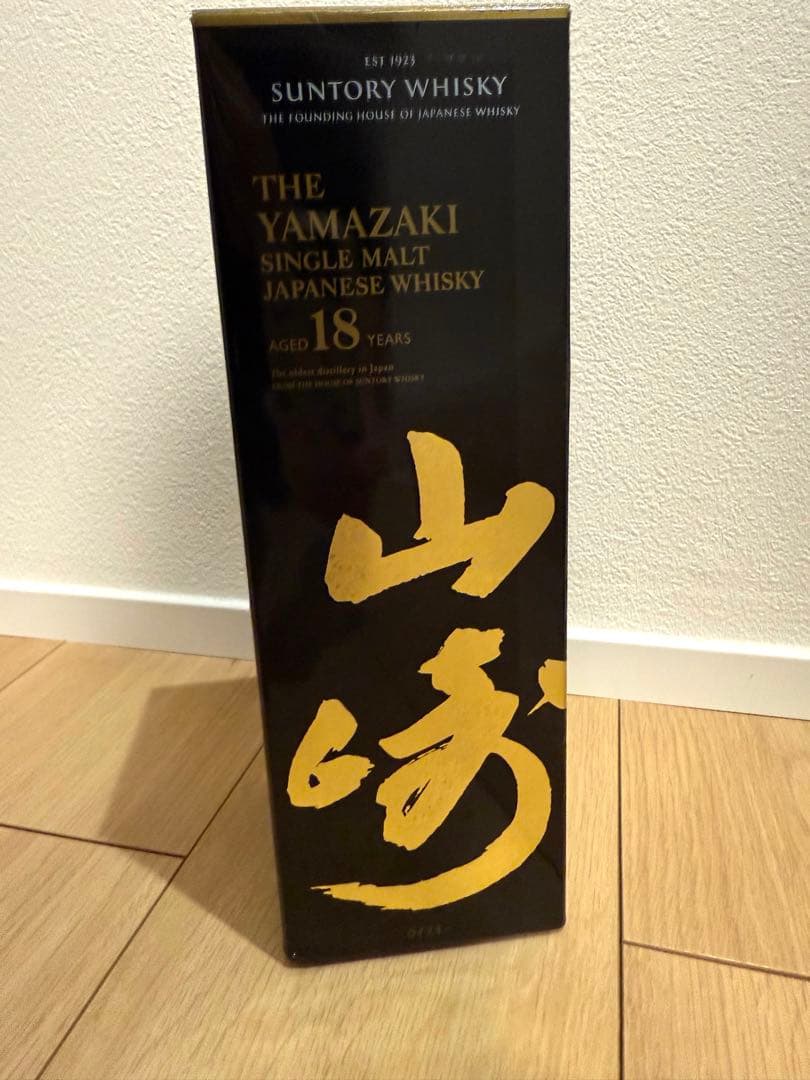 EST 1923
SUNTORY WHISKY
THE FOUNDING HOUSE OF JAPANESE WHISKY
THE
YAMAZAKI
SINGLE MALT
JAPANESE WHISKY
AGED 18 YEARS
The oldest distillery in Japan
FROM THE HOUSE OF SUNTORY WHISKY
山
崎